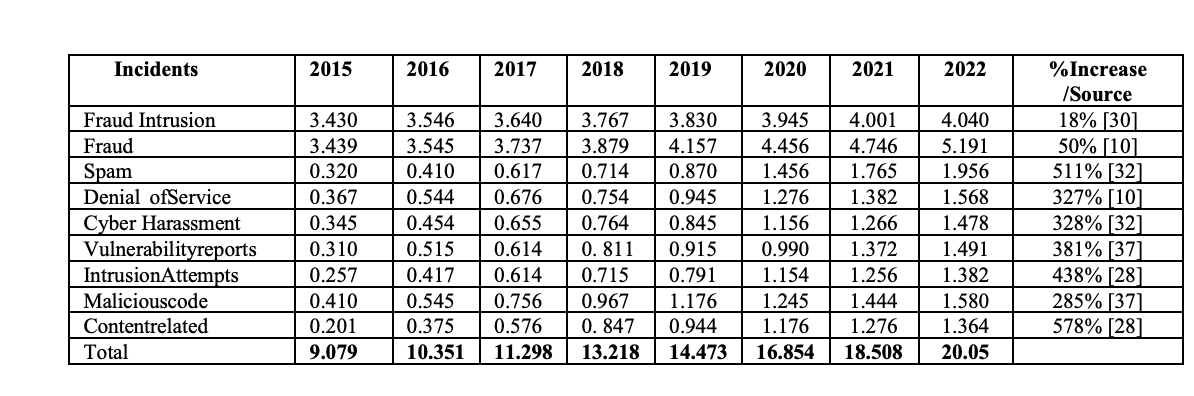 Incidents 2015 2016 2017 2018 2019 2020 2021 2022 %Increase
/Source
Fraud Intrusion 3.430 3.546 3.640 3.767 3.830 3.945 4.001 4.040 18% [30]
Fraud 3.439 3.545 3.737 3.879 4.157 4.456 4.746 5.191 50% [10]
Spam 0.320 0.410 0.617 0.714 0.870 1.456 1.765 1.956 511% [32]
Denial ofService 0.367 0.544 0.676 0.754 0.945 1.276 1.382 1.568 327% [10]
Cyber Harassment 0.345 0.454 0.655 0.764 0.845 1.156 1.266 1.478 328% [32]
Vulnerabilityreports 0.310 0.515 0.614 0. 811 0.915 0.990 1.372 1.491 381% [37]
IntrusionAttempts 0.257 0.417 0.614 0.715 0.791 1.154 1.256 1.382 438% [28]
Maliciouscode 0.410 0.545 0.756 0.967 1.176 1.245 1.444 1.580 285% [37]
Contentrelated 0.201 0.375 0.576 0. 847 0.944 1.176 1.276 1.364 578% [28]
Total 9.079 10.351 11.298 13.218 14.473 16.854 18.508 20.05